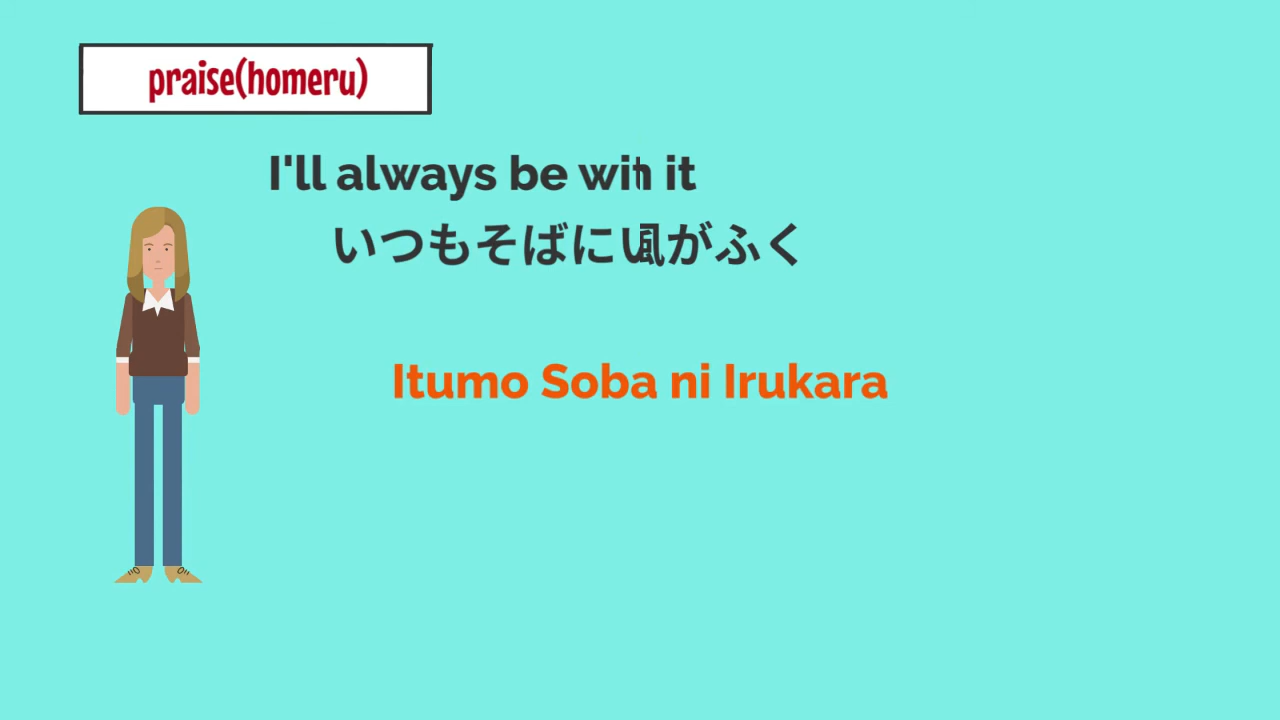 praise(homeru)
I'll always be it
いつもそばに風がふく
Itumo Soba ni Irukara